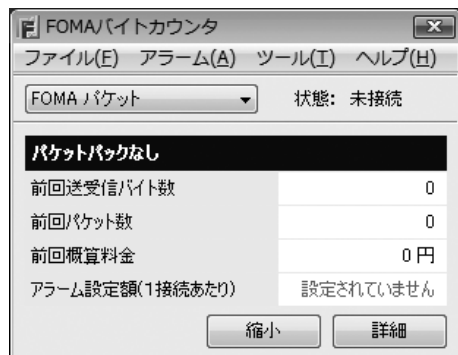 FOMAバイトカウンタ
ファイル(F) アラーム(A) ツール(T) ヘルプ(H)
FOMA パケット 状態: 未接続
パケットパックなし
前回送受信バイト数 0
前回パケット数 0
前回概算料金 0 円
アラーム設定額(1接続あたり) 設定されていません
縮小 詳細